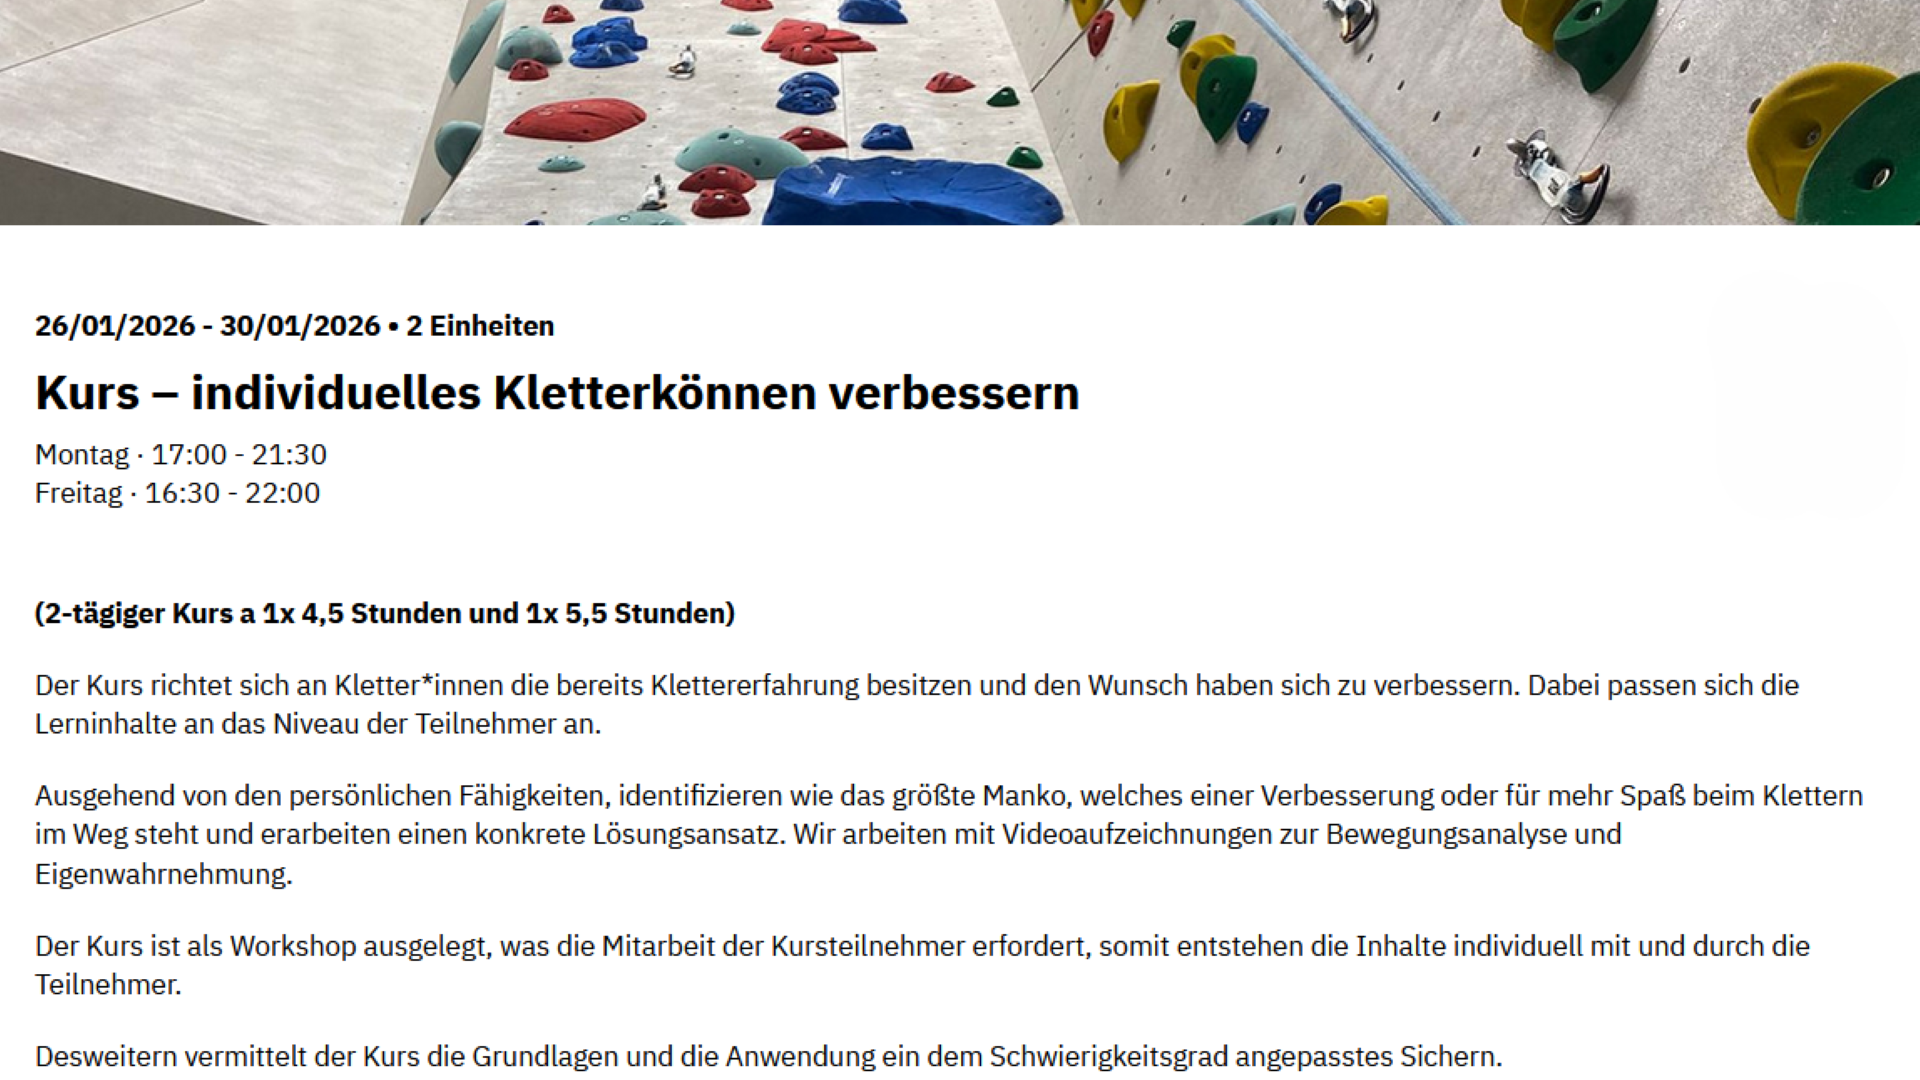 26/01/2026 - 30/01/2026 • 2 Einheiten
Kurs – individuelles Kletterkönnen verbessern
Montag · 17:00 - 21:30
Freitag · 16:30 - 22:00
(2-tägiger Kurs a 1x 4,5 Stunden und 1x 5,5 Stunden)
Der Kurs richtet sich an Kletter*innen die bereits Klettererfahrung besitzen und den Wunsch haben sich zu verbessern. Dabei passen sich die
Lerninhalte an das Niveau der Teilnehmer an.
Ausgehend von den persönlichen Fähigkeiten, identifizieren wie das größte Manko, welches einer Verbesserung oder für mehr Spaß beim Klettern
im Weg steht und erarbeiten einen konkrete Lösungsansatz. Wir arbeiten mit Videoaufzeichnungen zur Bewegungsanalyse und
Eigenwahrnehmung.
Der Kurs ist als Workshop ausgelegt, was die Mitarbeit der Kursteilnehmer erfordert, somit entstehen die Inhalte individuell mit und durch die
Teilnehmer.
Desweitern vermittelt der Kurs die Grundlagen und die Anwendung ein dem Schwierigkeitsgrad angepasstes Sichern.